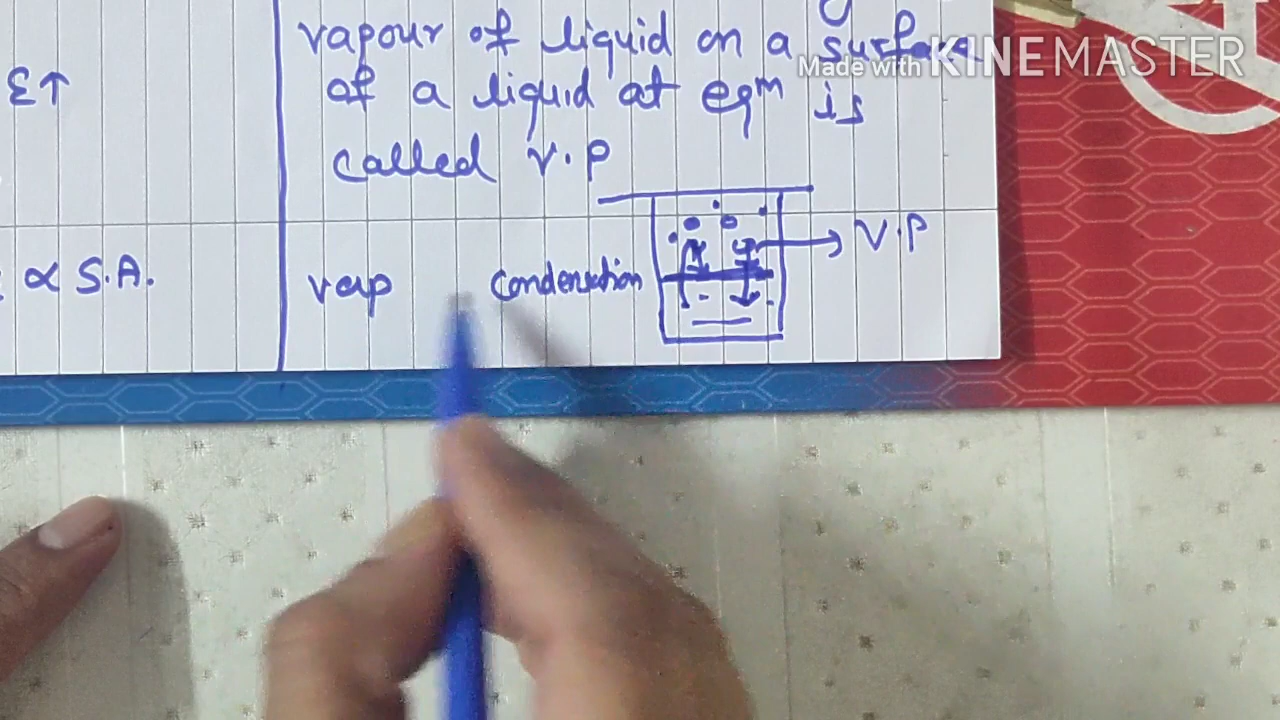 vapour of liquid on a surface
of a liquid at eqm is
called V.P
E↑
∝ S.A.
vap condensation
V.P
Made with KINEMASTER